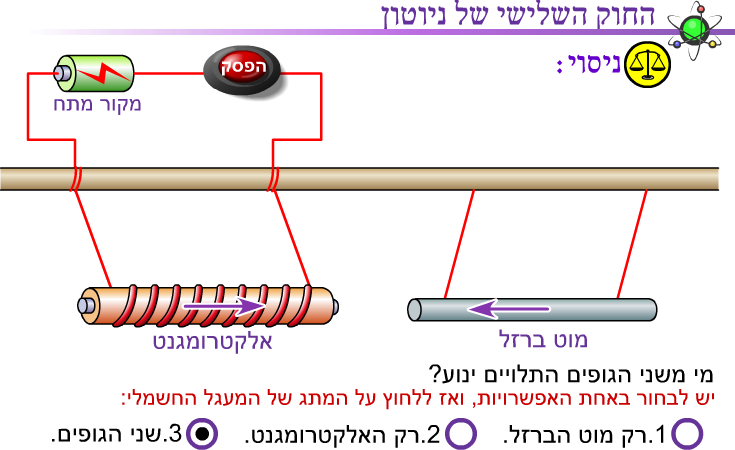 החוק השלישי של ניוטון
ניסוי:
הפסק
מקור מתח
אלקטרומגנט
מוט ברזל
מי משני הגופים התלויים ינוע?
יש לבחור באחת האפשרויות, ואז ללחוץ על המתג של המעגל החשמלי:
1.רק מוט הברזל. 2.רק האלקטרומגנט. 3.שני הגופים.